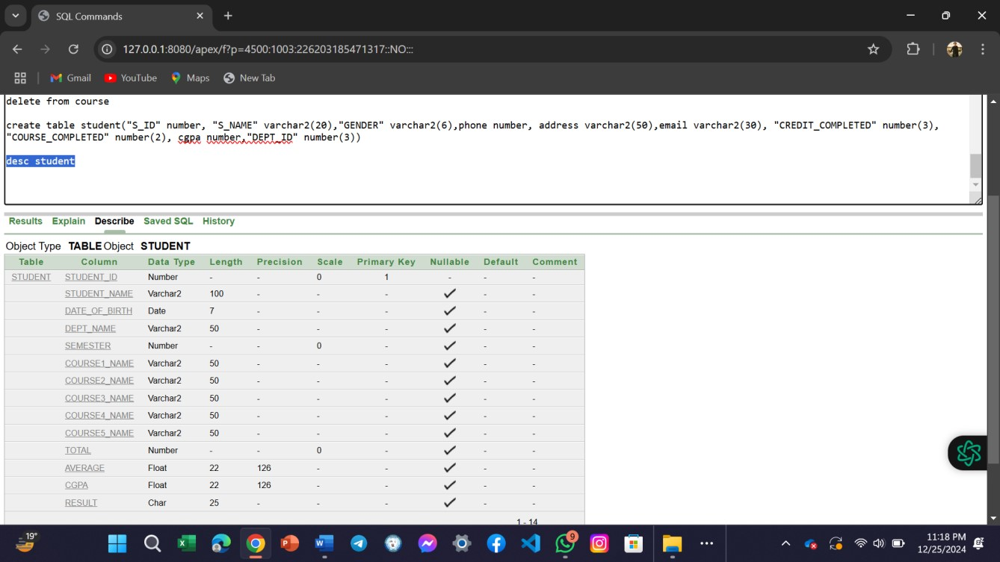 SQL Commands
127.0.0.1:8080/apex/f?p=4500:1003:226203185471317::NO:::
Gmail YouTube Maps New Tab
delete from course
create table student("S_ID" number, "S_NAME" varchar2(20),"GENDER" varchar2(6),phone number, address varchar2(50),email varchar2(30), "CREDIT_COMPLETED" number(3),
"COURSE_COMPLETED" number(2), cgpa number,"DEPT_ID" number(3))
desc student
Results Explain Describe Saved SQL History
Object Type TABLE Object STUDENT
Table Column Data Type Length Precision Scale Primary Key Nullable Default Comment
STUDENT STUDENT_ID Number - - 0 1 - - -
STUDENT_NAME Varchar2 100 - - - - -
DATE_OF_BIRTH Date 7 - - - - -
DEPT_NAME Varchar2 50 - - - - -
SEMESTER Number - - 0 - - -
COURSE1_NAME Varchar2 50 - - - - -
COURSE2_NAME Varchar2 50 - - - - -
COURSE3_NAME Varchar2 50 - - - - -
COURSE4_NAME Varchar2 50 - - - - -
COURSE5_NAME Varchar2 50 - - - - -
TOTAL Number - - 0 - - -
AVERAGE Float 22 126 - - - -
CGPA Float 22 126 - - - -
RESULT Char 25 - - - - -
1 - 14
19°
9
11:18 PM
12/25/2024